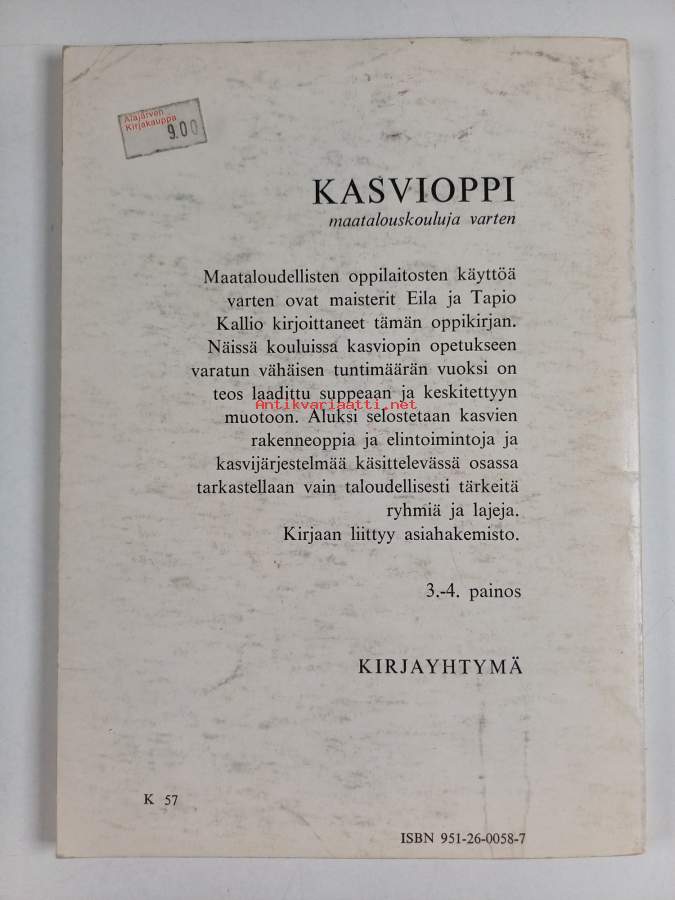 Alajärven
Kirjakauppa
9.00
KASVIOPPI
maatalouskouluja varten
Maataloudellisten oppilaitosten käyttöä
varten ovat maisterit Eila ja Tapio
Kallio kirjoittaneet tämän oppikirjan.
Näissä kouluissa kasviopin opetukseen
varatun vähäisen tuntimäärän vuoksi on
teos laadittu suppeaan ja keskitettyyn
Antikvariaatti.net
muotoon. Aluksi selostetaan kasvien
rakenneoppia ja elintoimintoja ja
kasvijärjestelmää käsittelevässä osassa
tarkastellaan vain taloudellisesti tärkeitä
ryhmiä ja lajeja.
Kirjaan liittyy asiahakemisto.
3.-4. painos
KIRJAYHTYMÄ
K 57
ISBN 951-26-0058-7